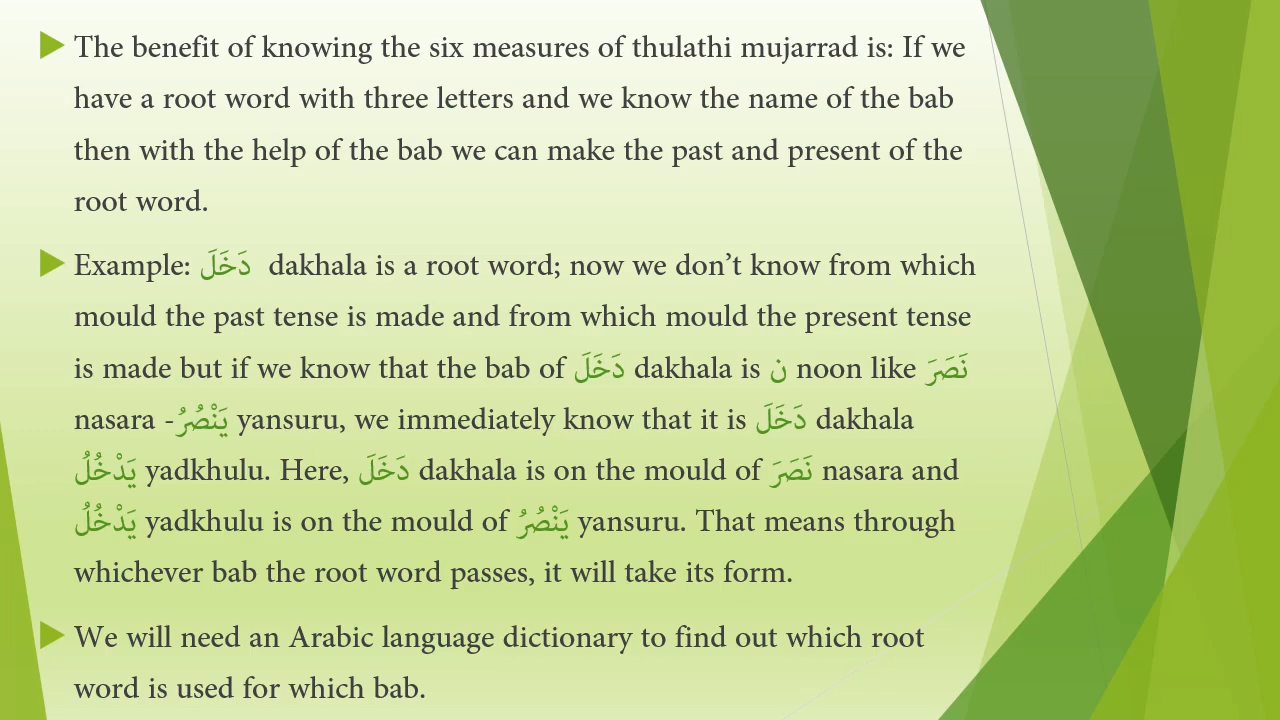 The benefit of knowing the six measures of thulathi mujarrad is: If we
have a root word with three letters and we know the name of the bab
then with the help of the bab we can make the past and present of the
root word.
Example: دَخَلَ dakhala is a root word; now we don’t know from which
mould the past tense is made and from which mould the present tense
is made but if we know that the bab of دَخَلَ dakhala is ن noon like نَصَرَ
nasara -يَنْصُرُ yansuru, we immediately know that it is دَخَلَ dakhala
يَدْخُلُ yadkhulu. Here, دَخَلَ dakhala is on the mould of نَصَرَ nasara and
يَدْخُلُ yadkhulu is on the mould of يَنْصُرُ yansuru. That means through
whichever bab the root word passes, it will take its form.
We will need an Arabic language dictionary to find out which root
word is used for which bab.